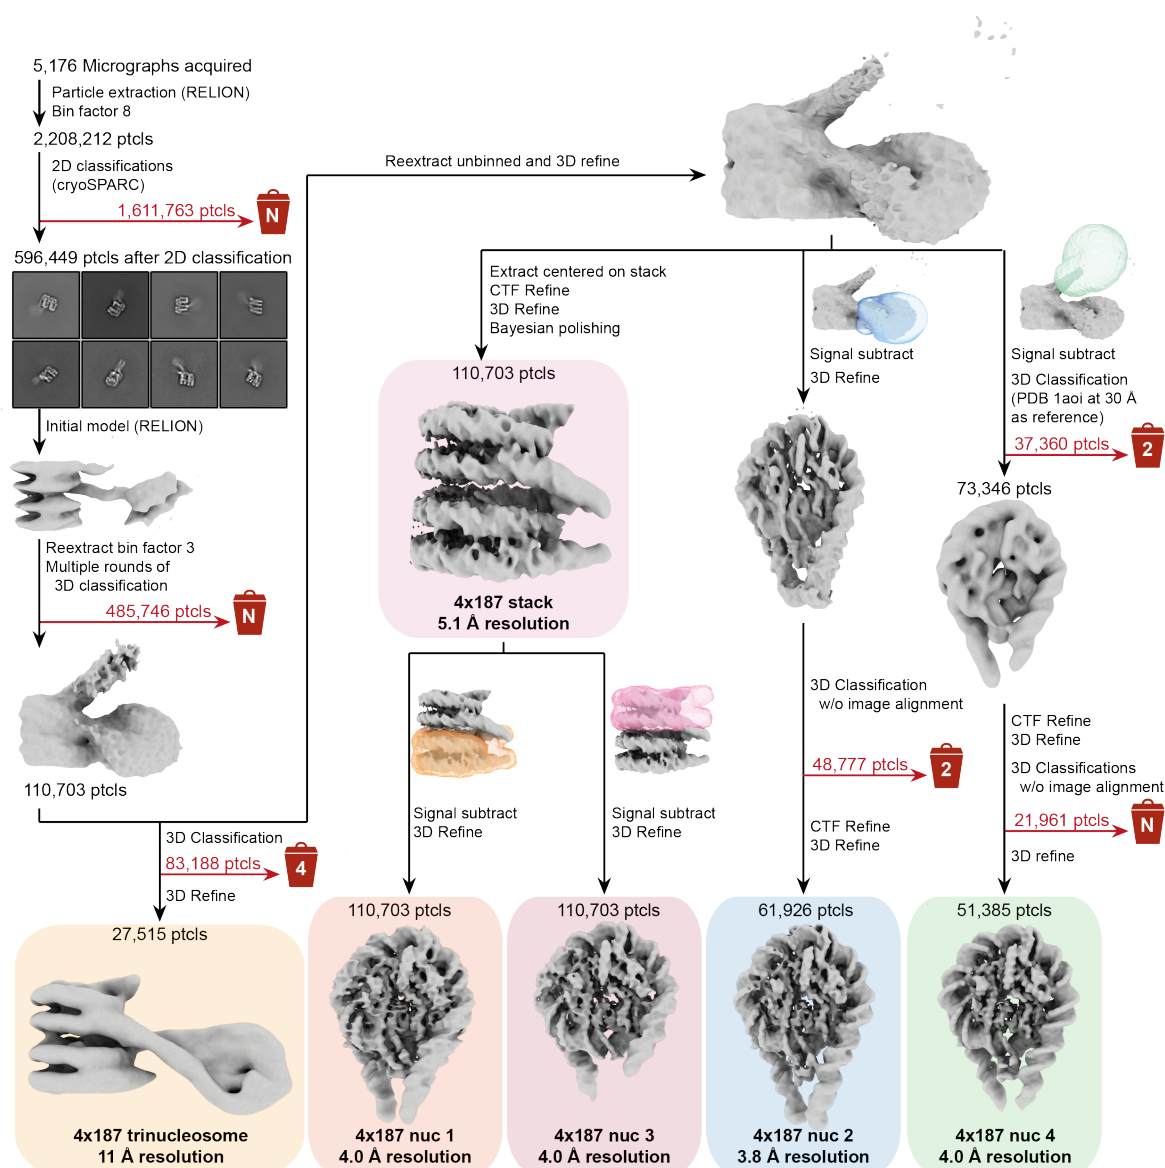 5,176 Micrographs acquired
Particle extraction (RELION)
Bin factor 8
2,208,212 ptcls
2D classifications
(cryoSPARC)
1,611,763 ptcls
N
596,449 ptcls after 2D classification
Initial model (RELION)
Reextract bin factor 3
Multiple rounds of
3D classification
485,746 ptcls
N
110,703 ptcls
3D Classification
83,188 ptcls
4
3D Refine
27,515 ptcls
4x187 trinucleosome
11 Å resolution
Reextract unbinned and 3D refine
Extract centered on stack
CTF Refine
3D Refine
Bayesian polishing
110,703 ptcls
4x187 stack
5.1 Å resolution
Signal subtract
3D Refine
110,703 ptcls
4x187 nuc 1
4.0 Å resolution
Signal subtract
3D Refine
110,703 ptcls
4x187 nuc 3
4.0 Å resolution
Signal subtract
3D Refine
3D Classification
w/o image alignment
48,777 ptcls
2
CTF Refine
3D Refine
61,926 ptcls
4x187 nuc 2
3.8 Å resolution
Signal subtract
3D Classification
(PDB 1aoi at 30 Å
as reference)
37,360 ptcls
2
73,346 ptcls
CTF Refine
3D Refine
3D Classifications
w/o image alignment
21,961 ptcls
N
3D refine
51,385 ptcls
4x187 nuc 4
4.0 Å resolution